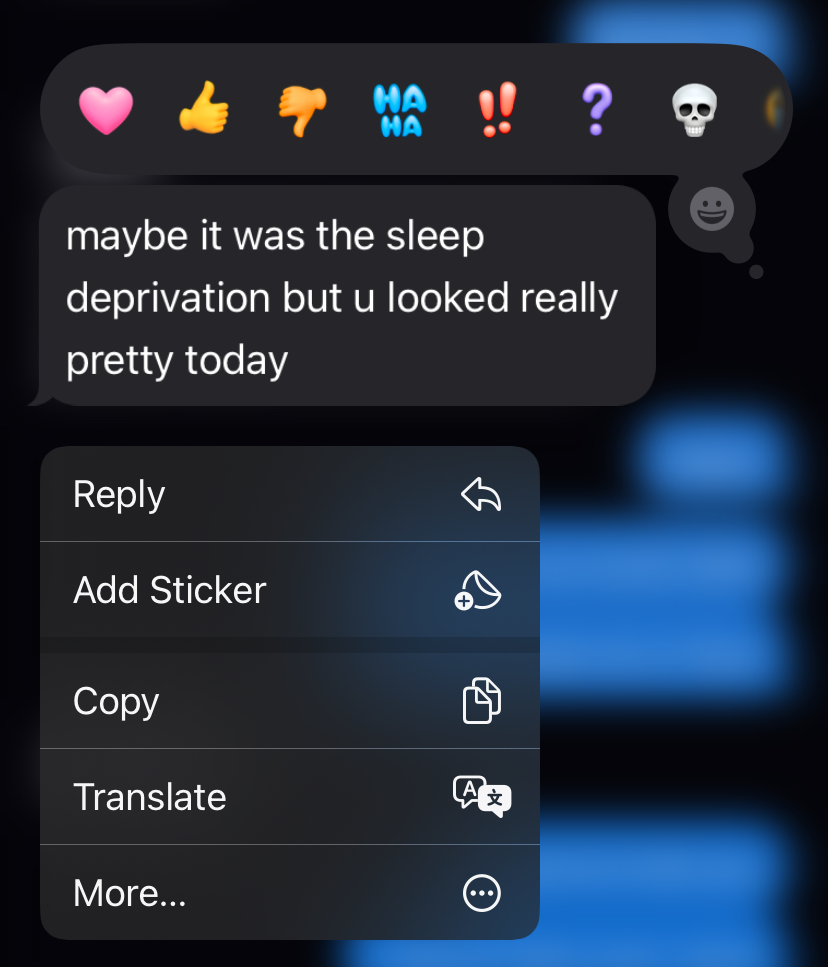 HA
HA
maybe it was the sleep
deprivation but u looked really
pretty today
Reply
Add Sticker
Copy
Translate
A 文
More...